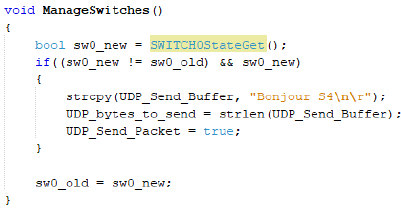 void ManageSwitches()
{
    bool sw0_new = SWITCH0StateGet();
    if((sw0_new != sw0_old) && sw0_new)
    {
        strcpy(UDP_Send_Buffer, "Bonjour S4\n\r");
        UDP_bytes_to_send = strlen(UDP_Send_Buffer);
        UDP_Send_Packet = true;
    }

    sw0_old = sw0_new;
}